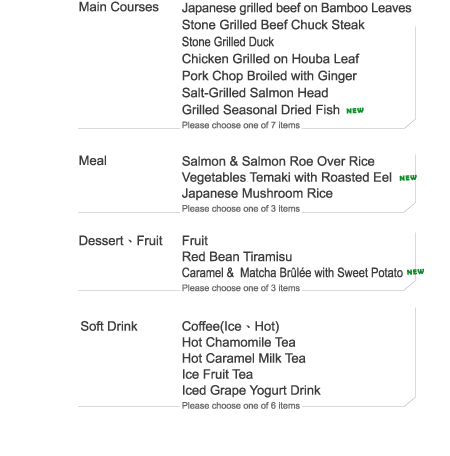 Main Courses
Japanese grilled beef on Bamboo Leaves
Stone Grilled Beef Chuck Steak
Stone Grilled Duck
Chicken Grilled on Houba Leaf
Pork Chop Broiled with Ginger
Salt-Grilled Salmon Head
Grilled Seasonal Dried Fish NEW
Please choose one of 7 items
Meal
Salmon & Salmon Roe Over Rice
Vegetables Temaki with Roasted Eel NEW
Japanese Mushroom Rice
Please choose one of 3 items
Dessert、Fruit
Fruit
Red Bean Tiramisu
Caramel & Matcha Brûlée with Sweet Potato NEW
Please choose one of 3 items
Soft Drink
Coffee(Ice、Hot)
Hot Chamomile Tea
Hot Caramel Milk Tea
Ice Fruit Tea
Iced Grape Yogurt Drink
Please choose one of 6 items